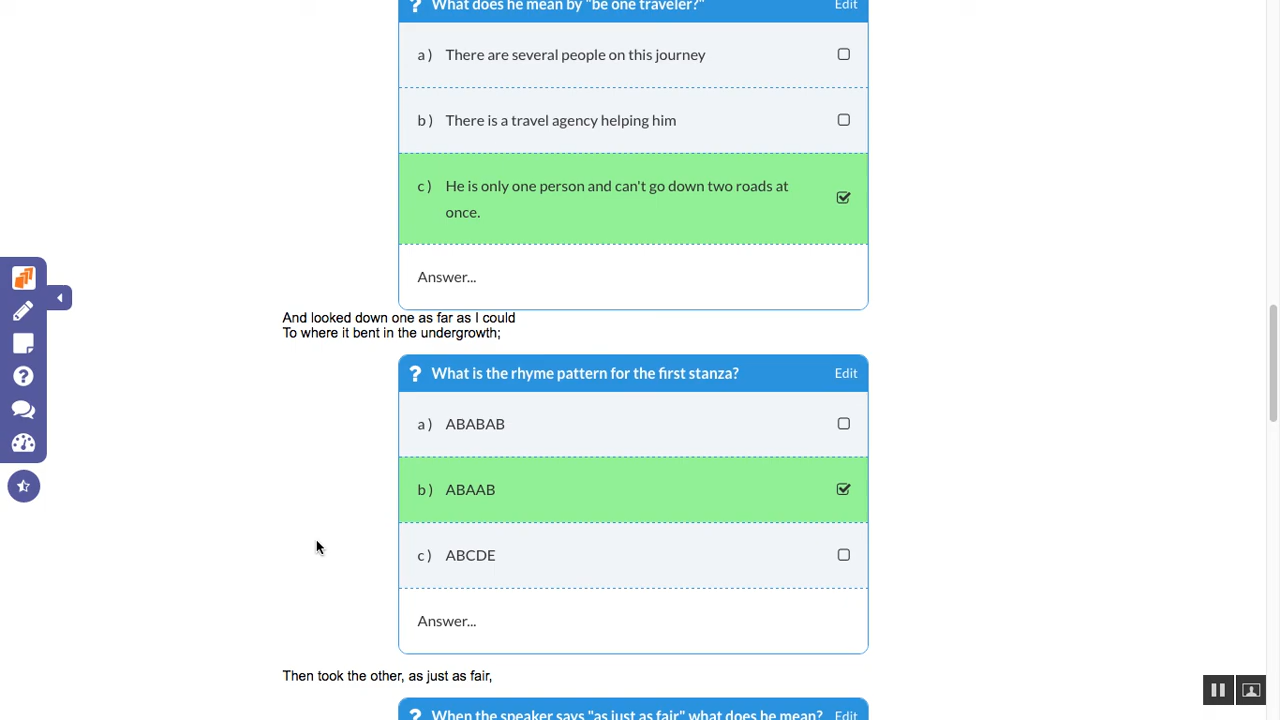 ? What does he mean by "be one traveler?" Edit
a) There are several people on this journey
b) There is a travel agency helping him
c) He is only one person and can't go down two roads at
once.
Answer...
And looked down one as far as I could
To where it bent in the undergrowth;
? What is the rhyme pattern for the first stanza? Edit
a) ABABAB
b) ABAAB
c) ABCDE
Answer...
Then took the other, as just as fair,
? When the speaker says "as just as fair" what does he mean? Edit